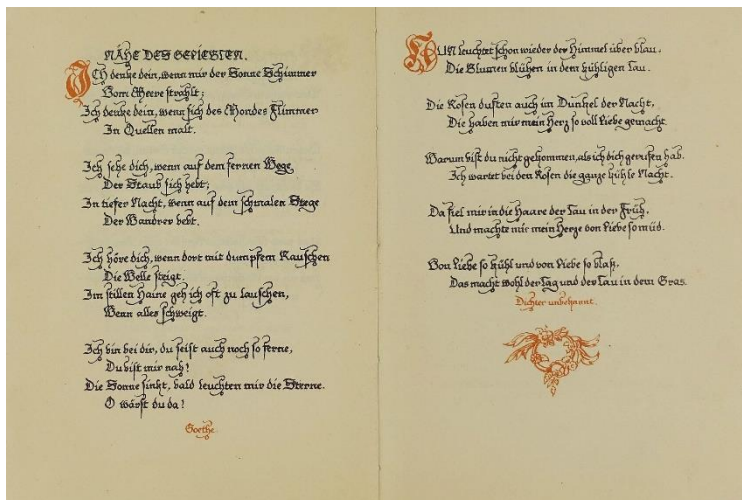 NÄHE DES GELIEBTEN.
ICH denke dein, wenn mir der Sonne Schimmer
Vom Meere strahlt;
Ich denke dein, wenn sich des Mondes Flimmer
In Quellen malt.
Ich sehe dich, wenn auf dem fernen Wege
Der Staub sich hebt;
In tiefer Nacht, wenn auf dem schmalen Stege
Der Wandrer bebt.
Ich höre dich, wenn dort mit dumpfem Rauschen
Die Welle steigt.
Im stillen Haine geh ich oft zu lauschen,
Wenn alles schweigt.
Ich bin bei dir, du seist auch noch so ferne,
Du bist mir nah!
Die Sonne sinkt, bald leuchten mir die Sterne.
O wärst du da!
Goethe
NUN leuchtet schon wieder der Himmel über blau.
Die Blumen blühen in dem kühligen Tau.
Die Rosen duften auch im Dunkel der Nacht,
Die haben mir mein Herz so voll Liebe gemacht.
Warum bist du nicht gekommen, als ich dich gerufen hab.
Ich wartet bei den Rosen die ganze kühle Nacht.
Da fiel mir in die Haare der Tau in der Früh,
Und machte mir mein Herze von Liebe so müd.
Von Liebe so kühl und von Liebe so blaß,
Das macht wohl der Tag und der Tau in dem Gras.
Dichter unbekannt.